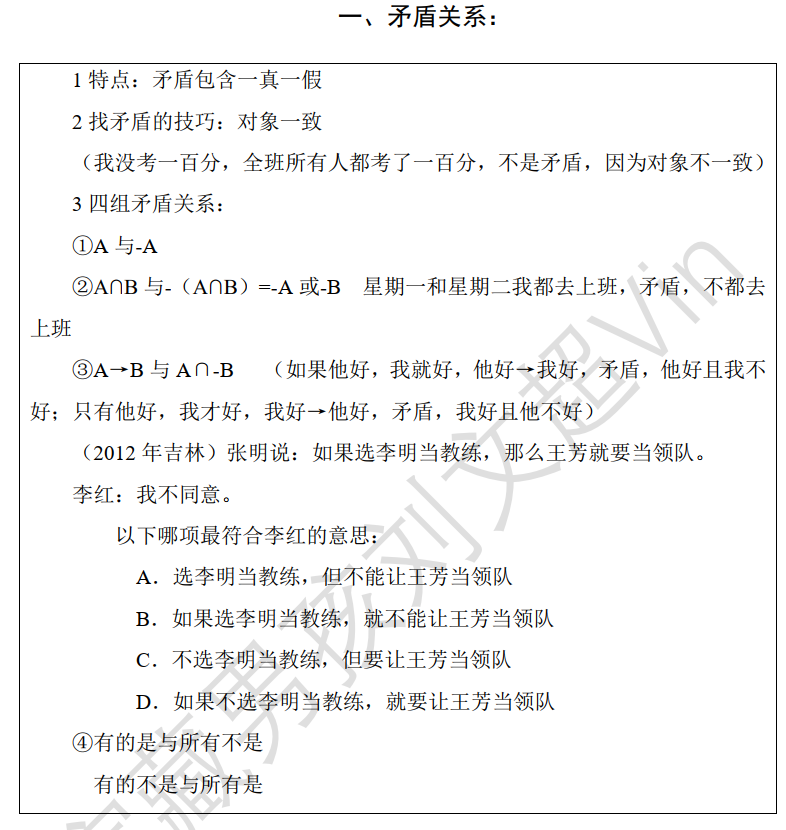 一、矛盾关系：
1 特点：矛盾包含一真一假
2 找矛盾的技巧：对象一致
（我没考一百分，全班所有人都考了一百分，不是矛盾，因为对象不一致）
3 四组矛盾关系：
①A 与-A
②A∩B 与-（A∩B）=-A 或-B 星期一和星期二我都去上班，矛盾，不都去
上班
③A→B 与 A∩-B （如果他好，我就好，他好→我好，矛盾，他好且我不
好；只有他好，我才好，我好→他好，矛盾，我好且他不好）
（2012 年吉林）张明说：如果选李明当教练，那么王芳就要当领队。
李红：我不同意。
以下哪项最符合李红的意思：
A．选李明当教练，但不能让王芳当领队
B．如果选李明当教练，就不能让王芳当领队
C．不选李明当教练，但要让王芳当领队
D．如果不选李明当教练，就要让王芳当领队
④有的是与所有不是
有的不是与所有是
藏男孩刘文超Vin